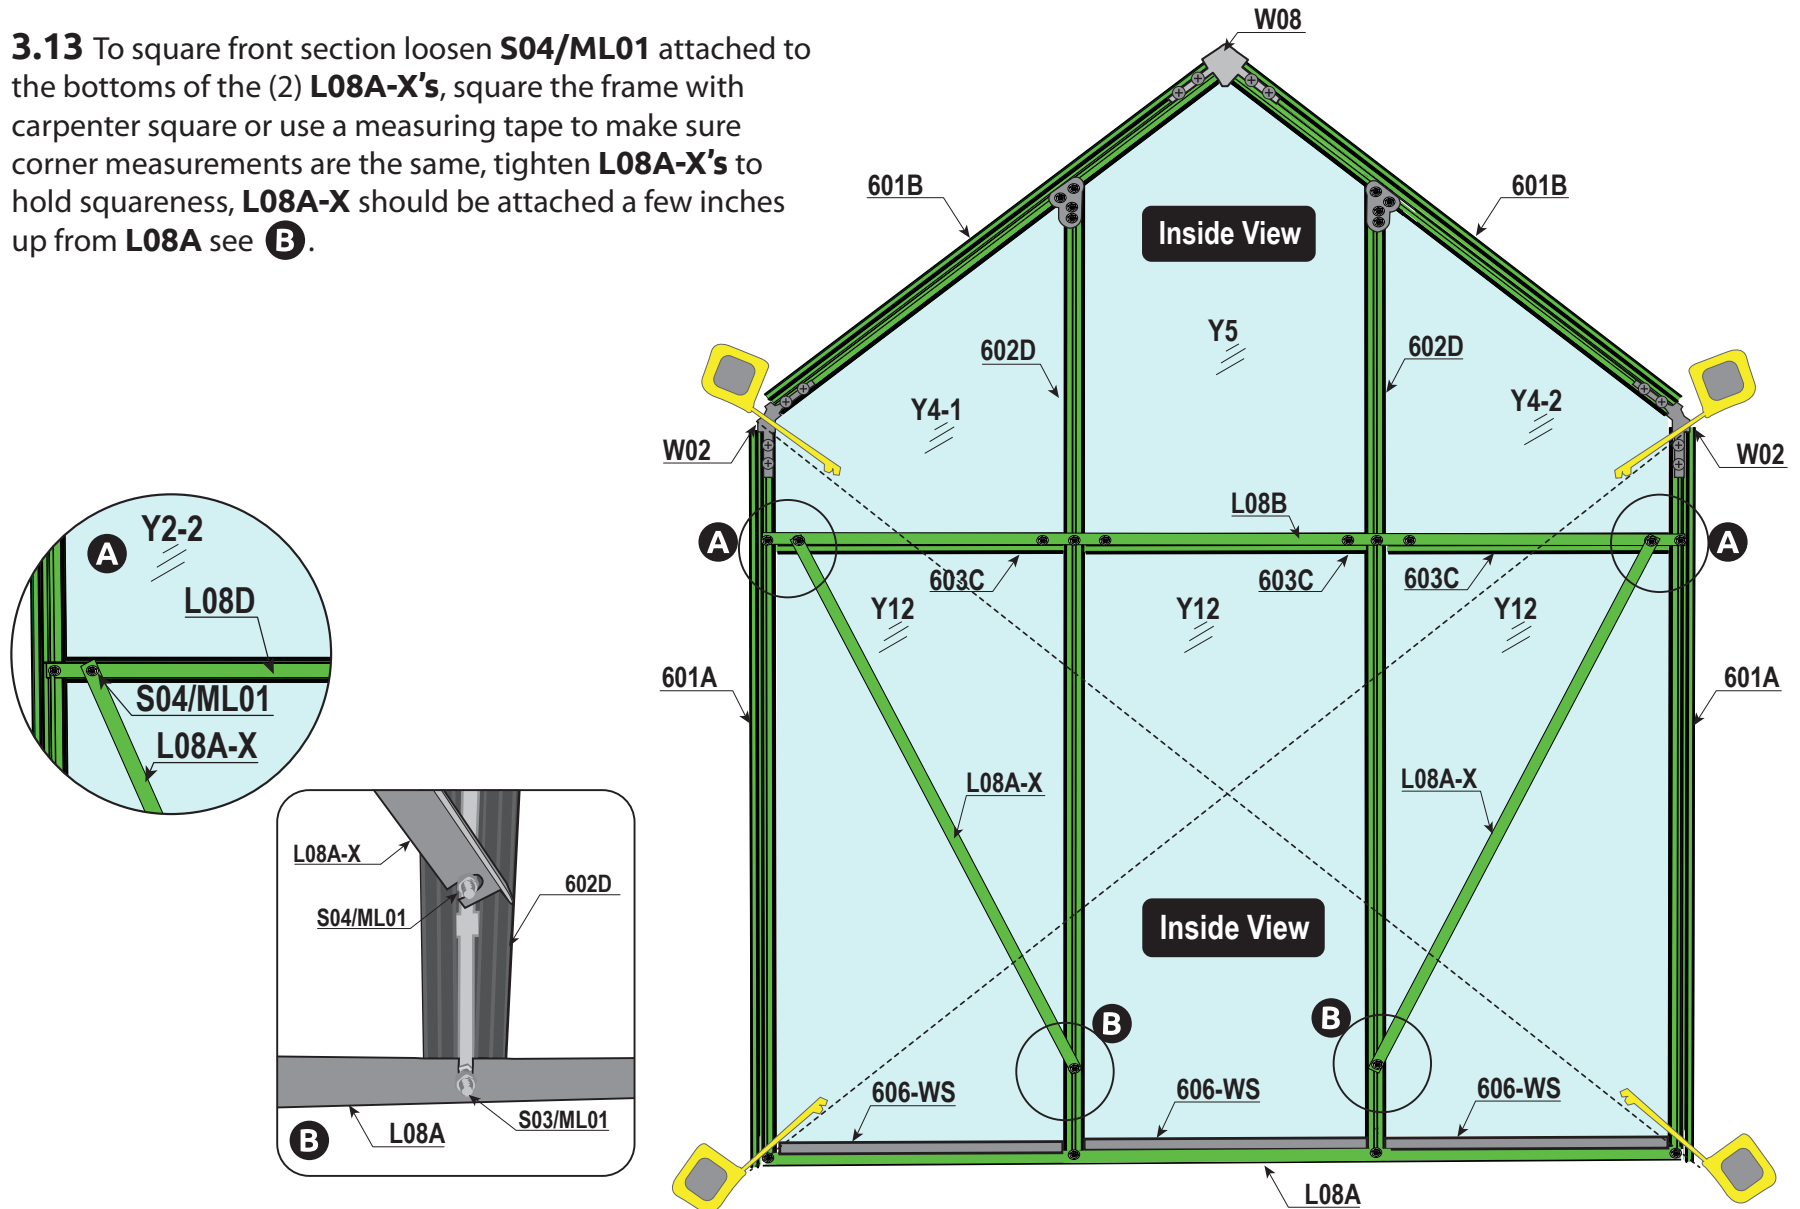 3.13 To square front section loosen S04/ML01 attached to
the bottoms of the (2) L08A-X's, square the frame with
carpenter square or use a measuring tape to make sure
corner measurements are the same, tighten L08A-X's to
hold squareness, L08A-X should be attached a few inches
up from L08A see B.
W08
601B
601B
Inside View
Y5
602D
602D
Y4-1
Y4-2
W02
W02
L08B
A
A
603C
603C
603C
Y12
Y12
Y12
601A
601A
L08A-X
L08A-X
Inside View
B
B
606-WS
606-WS
606-WS
L08A
A
Y2-2
L08D
S04/ML01
L08A-X
L08A-X
602D
S04/ML01
S03/ML01
B
L08A